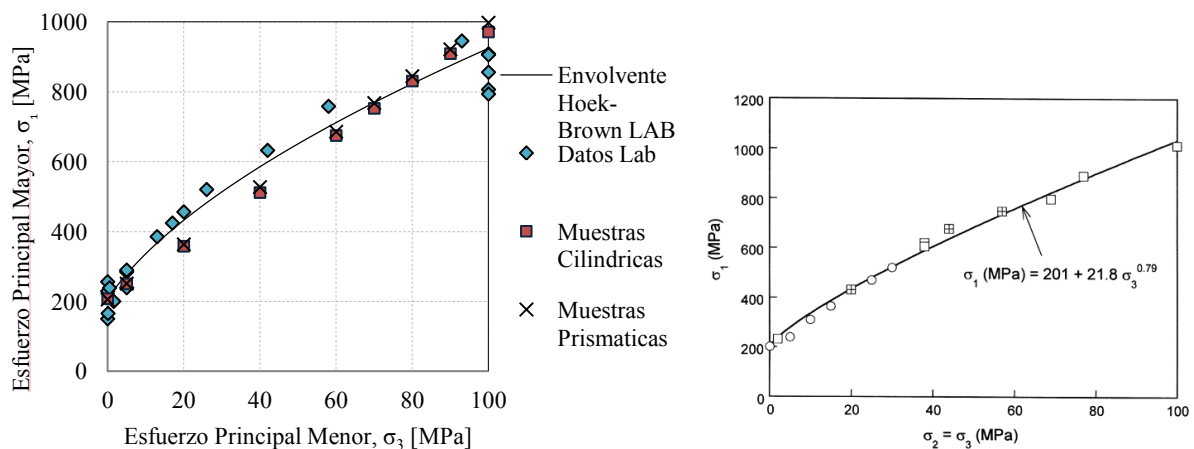 1000
800
600
400
200
0
0 20 40 60 80 100
Esfuerzo Principal Mayor, σ₁ [MPa]
Esfuerzo Principal Menor, σ₃ [MPa]
Envolvente
Hoek-
Brown LAB
Datos Lab
Muestras
Cilindricas
Muestras
Prismaticas
1200
1000
800
600
400
200
0
0 20 40 60 80 100
σ₁ (MPa)
σ₁ (MPa) = 201 + 21.8 σ₃^0.79
σ₂ = σ₃ (MPa)